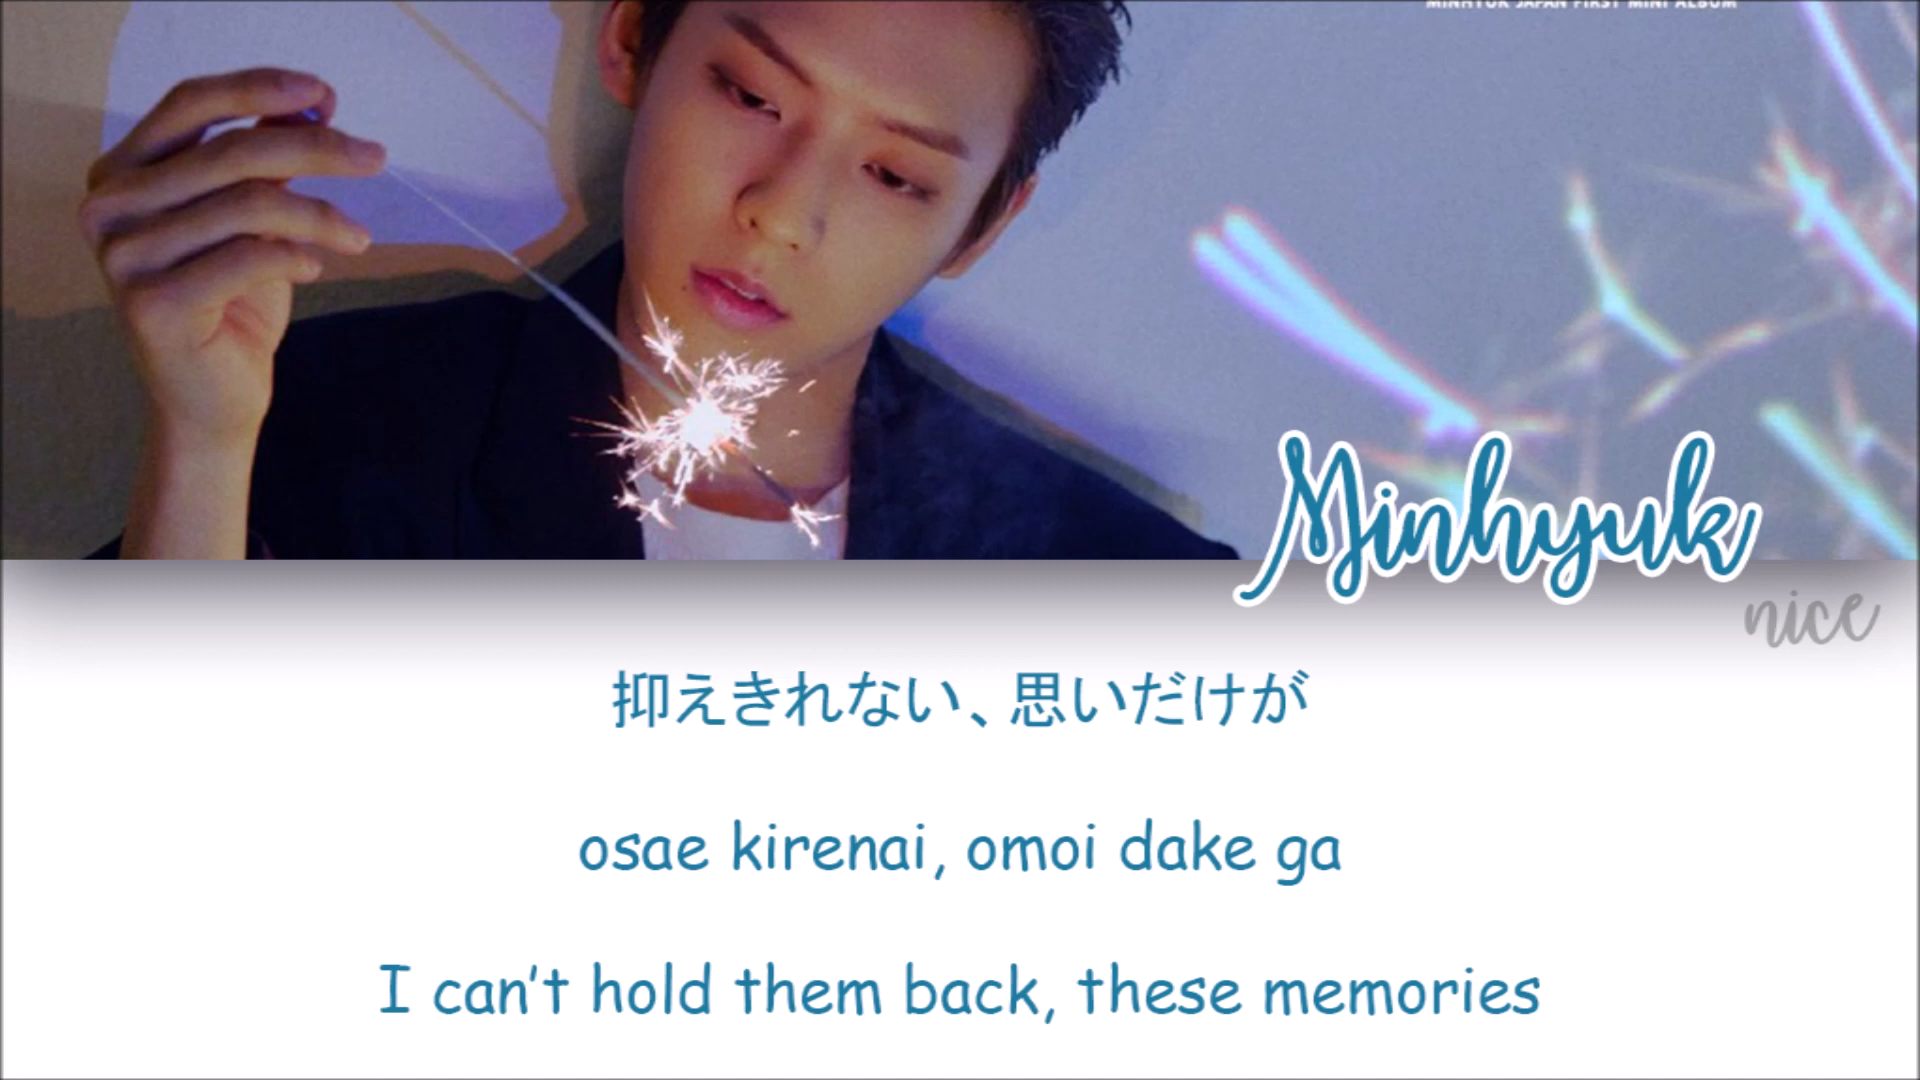 MINHYUK JAPAN FIRST MINI ALBUM
Minhyuk
nice
抑えきれない、思いだけが
osae kirenai, omoi dake ga
I can't hold them back, these memories